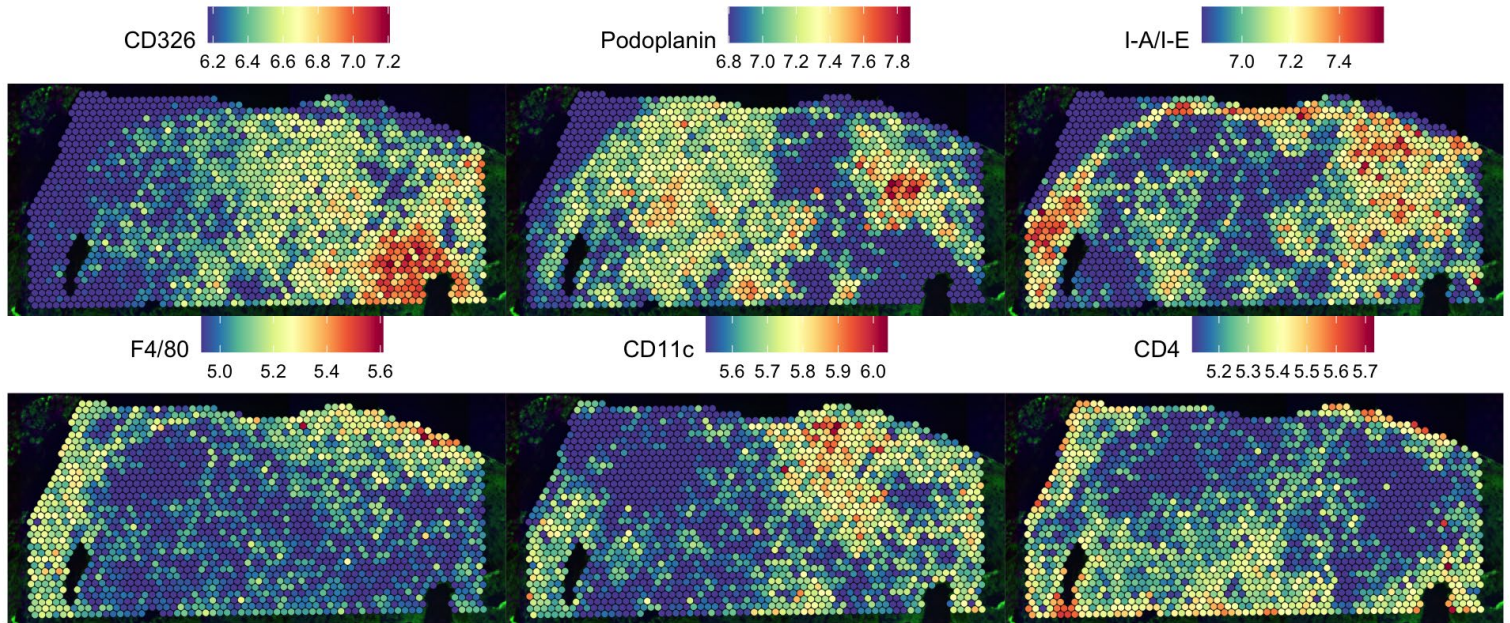 CD326
6.2 6.4 6.6 6.8 7.0 7.2
Podoplanin
6.8 7.0 7.2 7.4 7.6 7.8
I-A/I-E
7.0 7.2 7.4
F4/80
5.0 5.2 5.4 5.6
CD11c
5.6 5.7 5.8 5.9 6.0
CD4
5.2 5.3 5.4 5.5 5.6 5.7